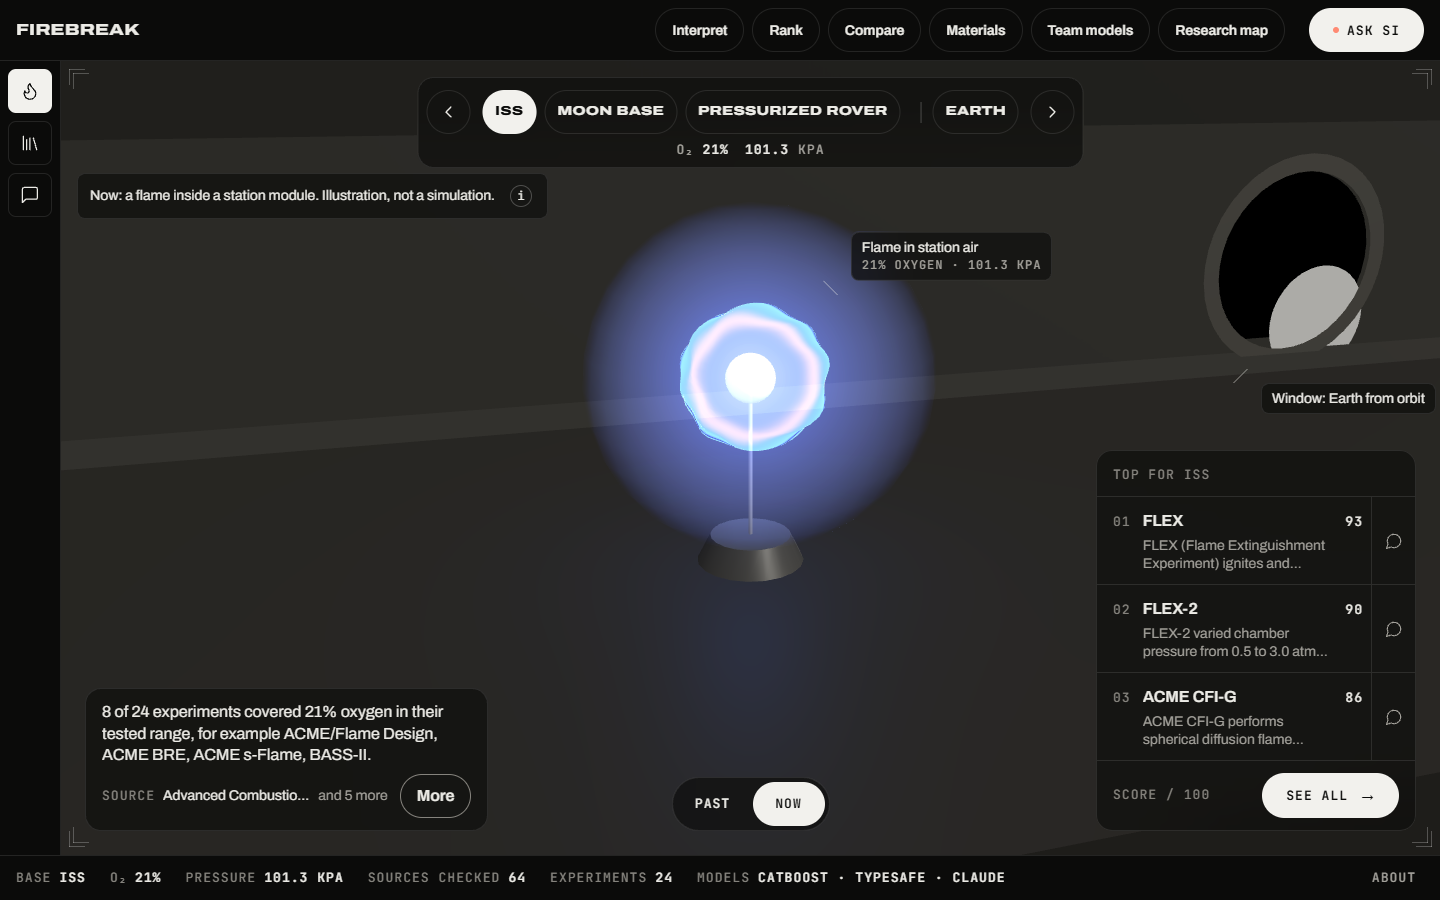 FIREBREAK
Interpret
Rank
Compare
Materials
Team models
Research map
ASK SI
ISS
MOON BASE
PRESSURIZED ROVER
EARTH
O₂ 21% 101.3 KPA
Now: a flame inside a station module. Illustration, not a simulation.
i
Flame in station air
21% OXYGEN · 101.3 KPA
Window: Earth from orbit
TOP FOR ISS
01 FLEX 93
FLEX (Flame Extinguishment
Experiment) ignites and...
02 FLEX-2 90
FLEX-2 varied chamber
pressure from 0.5 to 3.0 atm...
03 ACME CFI-G 86
ACME CFI-G performs
spherical diffusion flame...
SCORE / 100
SEE ALL →
8 of 24 experiments covered 21% oxygen in their
tested range, for example ACME/Flame Design,
ACME BRE, ACME s-Flame, BASS-II.
SOURCE Advanced Combustio... and 5 more
More
PAST
NOW
BASE ISS O₂ 21% PRESSURE 101.3 KPA SOURCES CHECKED 64 EXPERIMENTS 24 MODELS CATBOOST · TYPESAFE · CLAUDE
ABOUT